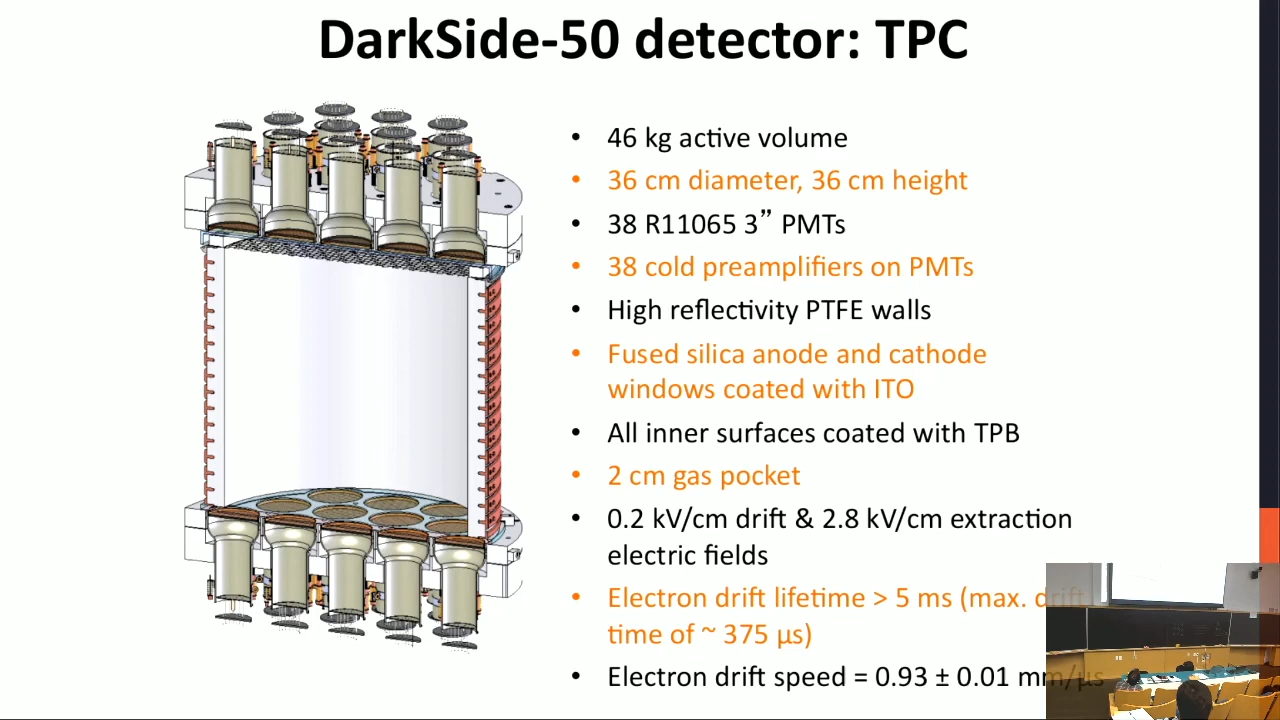 DarkSide-50 detector: TPC
• 46 kg active volume
• 36 cm diameter, 36 cm height
• 38 R11065 3” PMTs
• 38 cold preamplifiers on PMTs
• High reflectivity PTFE walls
• Fused silica anode and cathode
windows coated with ITO
• All inner surfaces coated with TPB
• 2 cm gas pocket
• 0.2 kV/cm drift & 2.8 kV/cm extraction
electric fields
• Electron drift lifetime > 5 ms (max. drift
time of ~ 375 µs)
• Electron drift speed = 0.93 ± 0.01 mm/µs